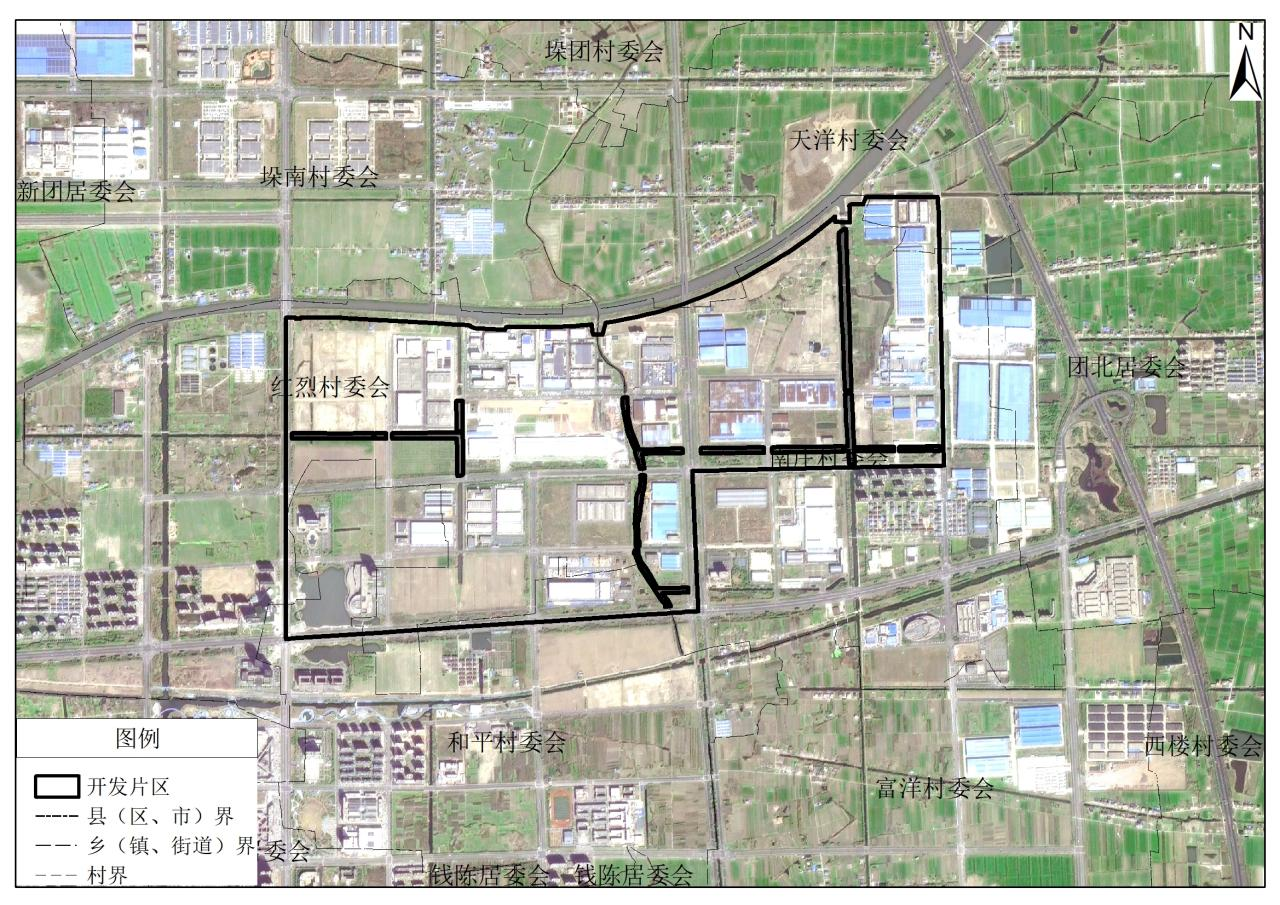 垛团村委会
N
天洋村委会
新团居委会
垛南村委会
团北居委会
红烈村委会
南庄村委会
图例
开发片区
县（区、市）界
乡（镇、街道）界
村界
委会
和平村委会
西楼村委会
富洋村委会
钱陈居委会
钱陈居委会